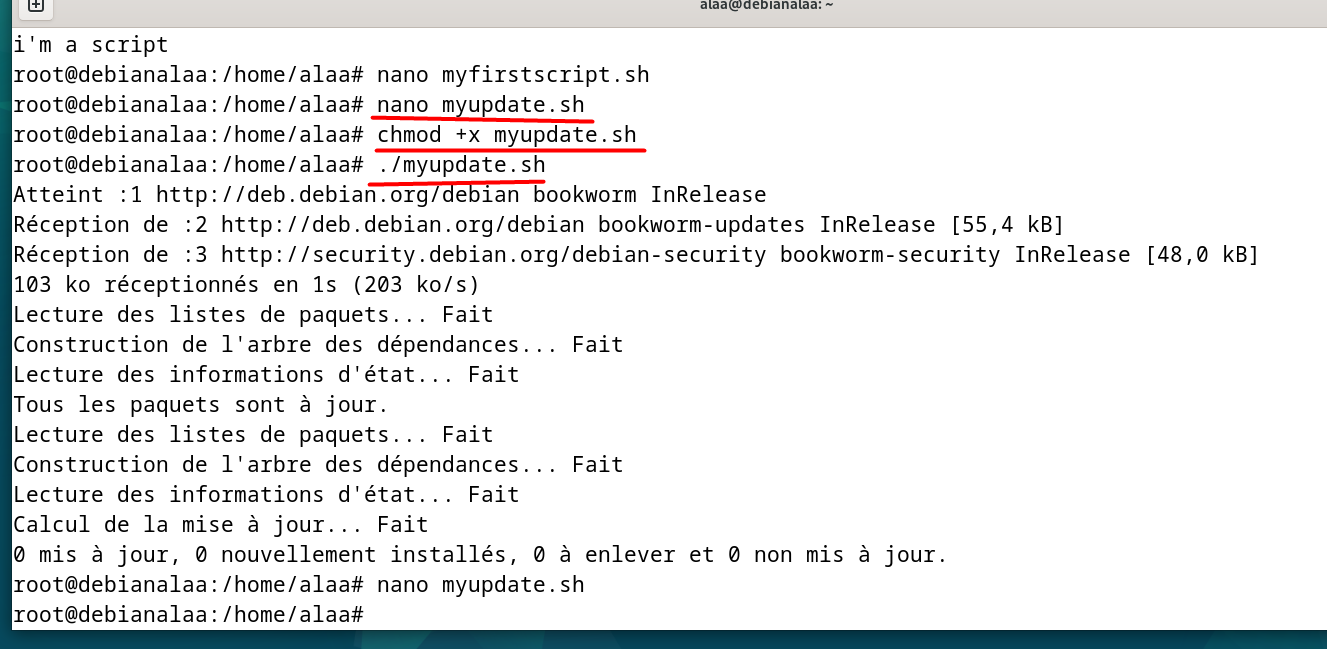 alaa@debianalaa: ~
i'm a script
root@debianalaa:/home/alaa# nano myfirstscript.sh
root@debianalaa:/home/alaa# nano myupdate.sh
root@debianalaa:/home/alaa# chmod +x myupdate.sh
root@debianalaa:/home/alaa# ./myupdate.sh
Atteint :1 http://deb.debian.org/debian bookworm InRelease
Réception de :2 http://deb.debian.org/debian bookworm-updates InRelease [55,4 kB]
Réception de :3 http://security.debian.org/debian-security bookworm-security InRelease [48,0 kB]
103 ko réceptionnés en 1s (203 ko/s)
Lecture des listes de paquets... Fait
Construction de l'arbre des dépendances... Fait
Lecture des informations d'état... Fait
Tous les paquets sont à jour.
Lecture des listes de paquets... Fait
Construction de l'arbre des dépendances... Fait
Lecture des informations d'état... Fait
Calcul de la mise à jour... Fait
0 mis à jour, 0 nouvellement installés, 0 à enlever et 0 non mis à jour.
root@debianalaa:/home/alaa# nano myupdate.sh
root@debianalaa:/home/alaa#